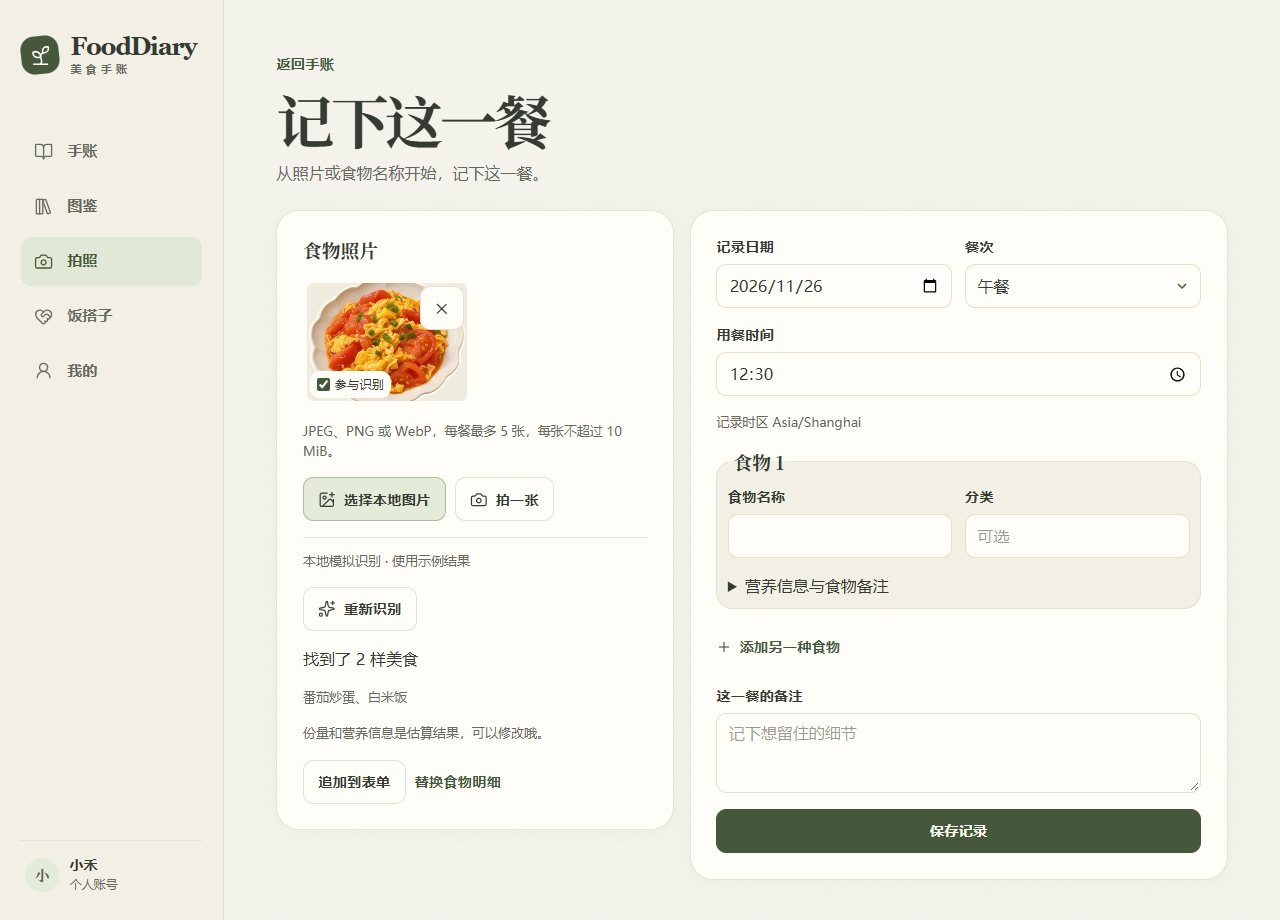 FoodDiary
美食手账
手账
图鉴
拍照
饭搭子
我的
小
小禾
个人账号
返回手账
记下这一餐
从照片或食物名称开始，记下这一餐。
食物照片
参与识别
JPEG、PNG 或 WebP，每餐最多 5 张，每张不超过 10
MiB。
选择本地图片
拍一张
本地模拟识别 · 使用示例结果
重新识别
找到了 2 样美食
番茄炒蛋、白米饭
份量和营养信息是估算结果，可以修改哦。
追加到表单
替换食物明细
记录日期
餐次
2026/11/26
午餐
用餐时间
12:30
记录时区 Asia/Shanghai
食物 1
食物名称
分类
可选
营养信息与食物备注
添加另一种食物
这一餐的备注
记下想留住的细节
保存记录